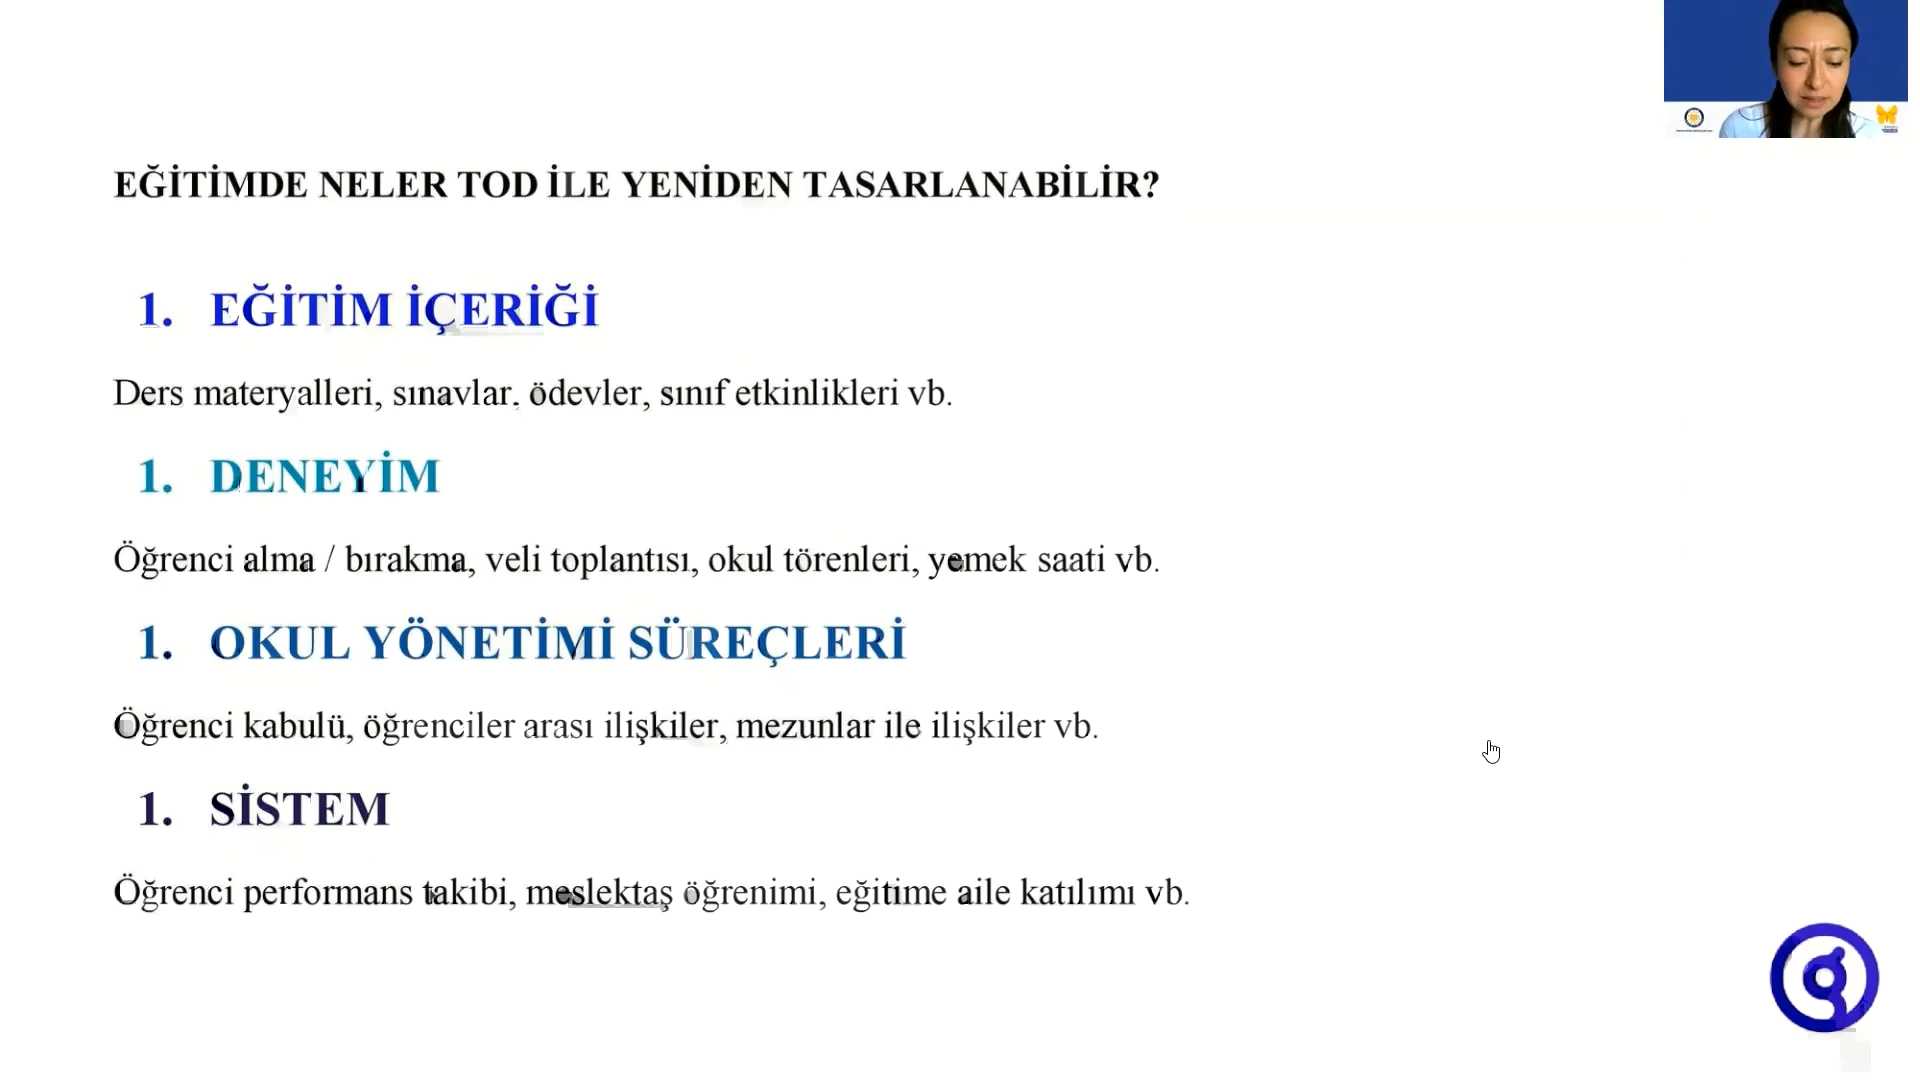 EĞİTİMDE NELER TOD İLE YENİDEN TASARLANABİLİR?
1. EĞİTİM İÇERİĞİ
Ders materyalleri, sınavlar, ödevler, sınıf etkinlikleri vb.
1. DENEYİM
Öğrenci alma / bırakma, veli toplantısı, okul törenleri, yemek saati vb.
1. OKUL YÖNETİMİ SÜREÇLERİ
Öğrenci kabulü, öğrenciler arası ilişkiler, mezunlar ile ilişkiler vb.
1. SİSTEM
Öğrenci performans takibi, meslektaş öğrenimi, eğitime aile katılımı vb.